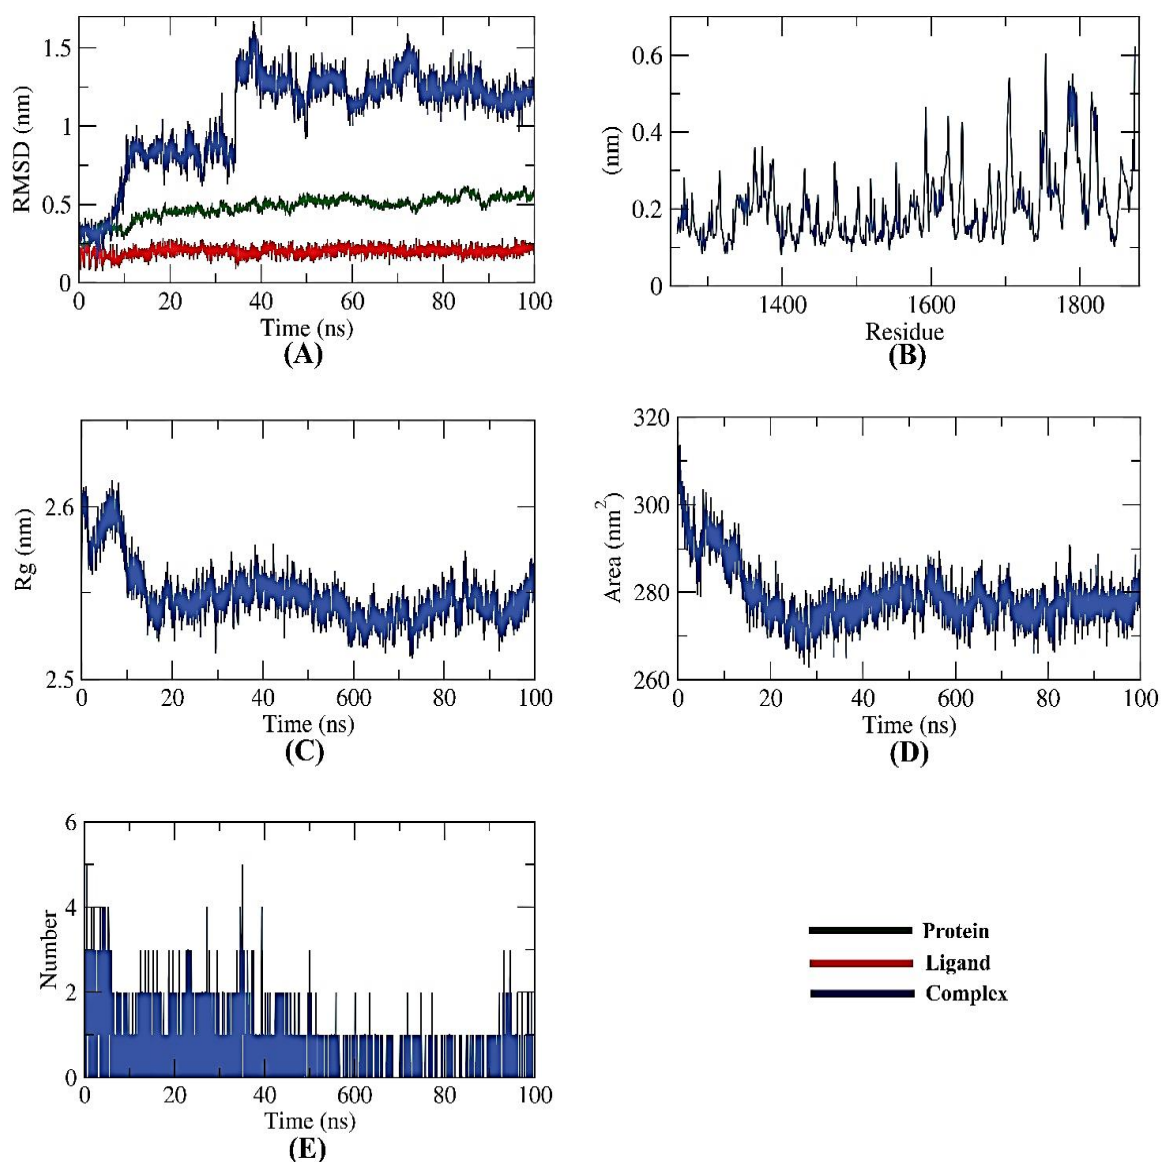 1.5
1
0.5
0
RMSD (nm)
0 20 40 60 80 100
Time (ns)
(A)
0.6
0.4
0.2
0
(nm)
1400 1600 1800
Residue
(B)
2.6
2.5
Rg (nm)
0 20 40 60 80 100
Time (ns)
(C)
320
300
280
260
Area (nm²)
0 20 40 600 80 100
Time (ns)
(D)
6
4
2
0
Number
0 20 40 600 80 100
Time (ns)
(E)
Protein
Ligand
Complex